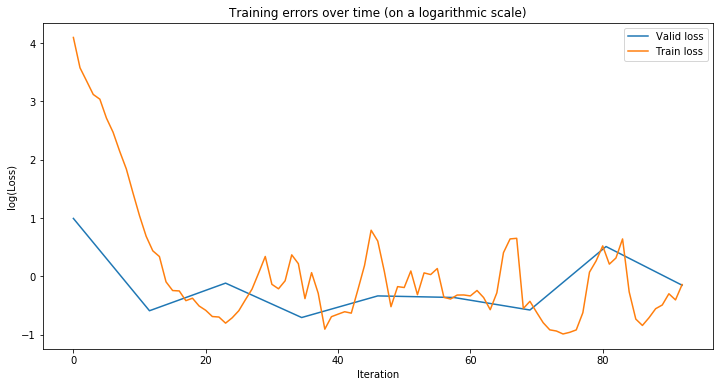 Training errors over time (on a logarithmic scale)
Valid loss
Train loss
log(Loss)
4
3
2
1
0
−1
0
20
40
60
80
Iteration